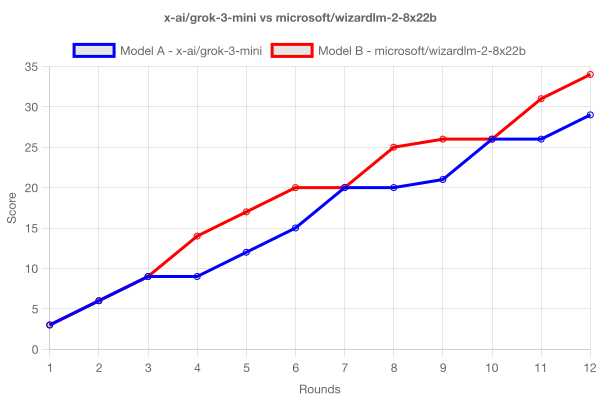 x-ai/grok-3-mini vs microsoft/wizardlm-2-8x22b
Model A - x-ai/grok-3-mini Model B - microsoft/wizardlm-2-8x22b
35
30
25
20
15
10
5
0
Score
1 2 3 4 5 6 7 8 9 10 11 12
Rounds